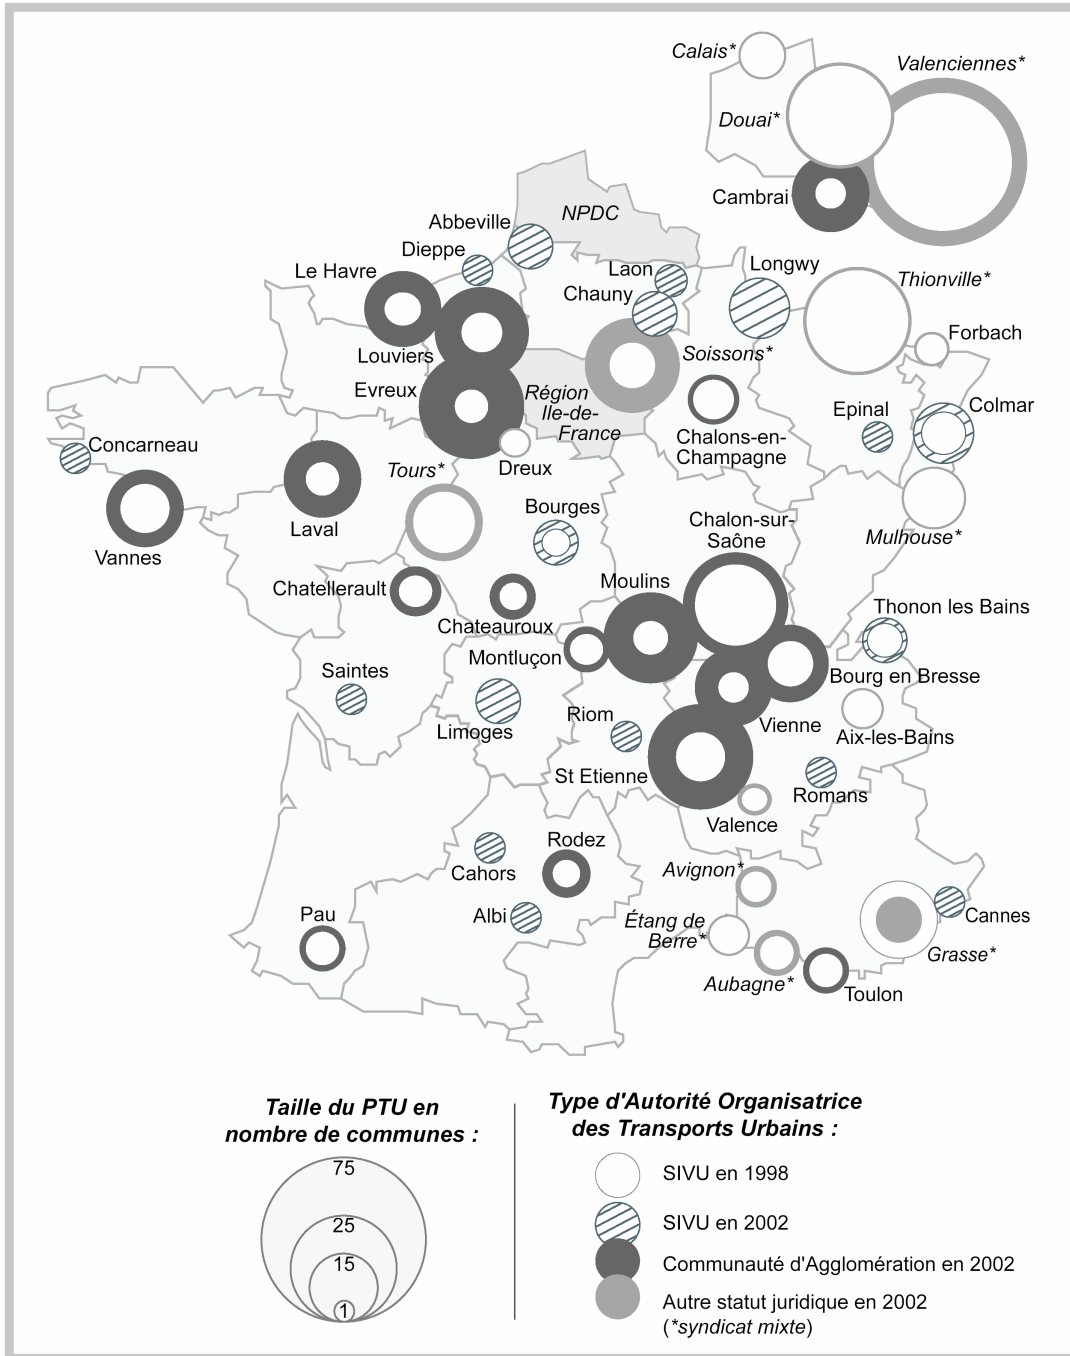 Calais*
Valenciennes*
Douai*
Cambrai
NPDC
Abbeville
Dieppe
Le Havre
Laon
Longwy
Chauny
Thionville*
Forbach
Louviers
Soissons*
Evreux
Région
Ile-de-
France
Epinal
Colmar
Chalons-en-
Champagne
Concarneau
Tours*
Dreux
Bourges
Chalon-sur-
Saône
Laval
Mulhouse*
Vannes
Moulins
Chatellerault
Chateauroux
Thonon les Bains
Montluçon
Saintes
Bourg en Bresse
Riom
Vienne
Limoges
Aix-les-Bains
St Etienne
Romans
Valence
Rodez
Cahors
Avignon*
Pau
Albi
Étang de
Berre*
Cannes
Grasse*
Aubagne*
Toulon
Taille du PTU en
nombre de communes :
75
25
15
1
Type d'Autorité Organisatrice
des Transports Urbains :
SIVU en 1998
SIVU en 2002
Communauté d'Agglomération en 2002
Autre statut juridique en 2002
(*syndicat mixte)